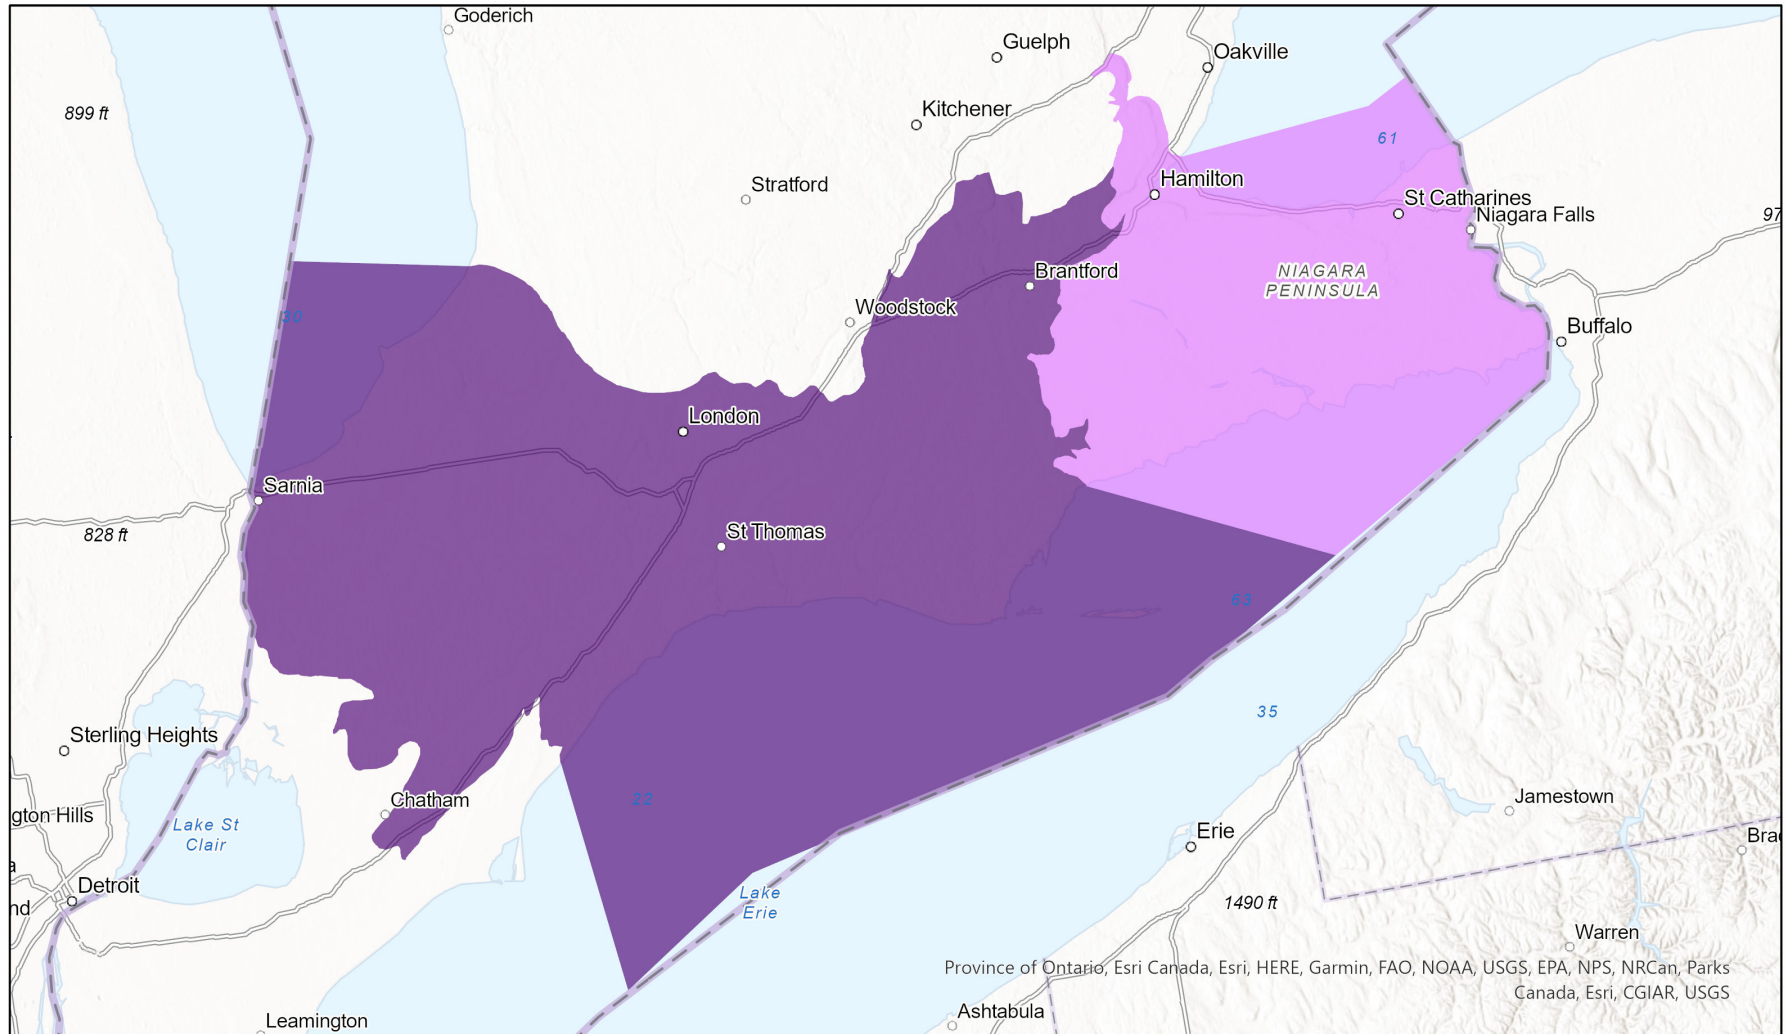 Goderich
Guelph
Oakville
899 ft
Kitchener
61
Stratford
Hamilton
St Catharines
Niagara Falls
97
Brantford
NIAGARA
PENINSULA
30
Woodstock
Buffalo
London
Sarnia
828 ft
St Thomas
63
35
Sterling Heights
22
Chatham
Jamestown
gton Hills
Lake St
Clair
Erie
Brad
a
Detroit
Lake
Erie
nd
1490 ft
Warren
Province of Ontario, Esri Canada, Esri, HERE, Garmin, FAO, NOAA, USGS, EPA, NPS, NRCan, Parks
Canada, Esri, CGIAR, USGS
Ashtabula
Leamington